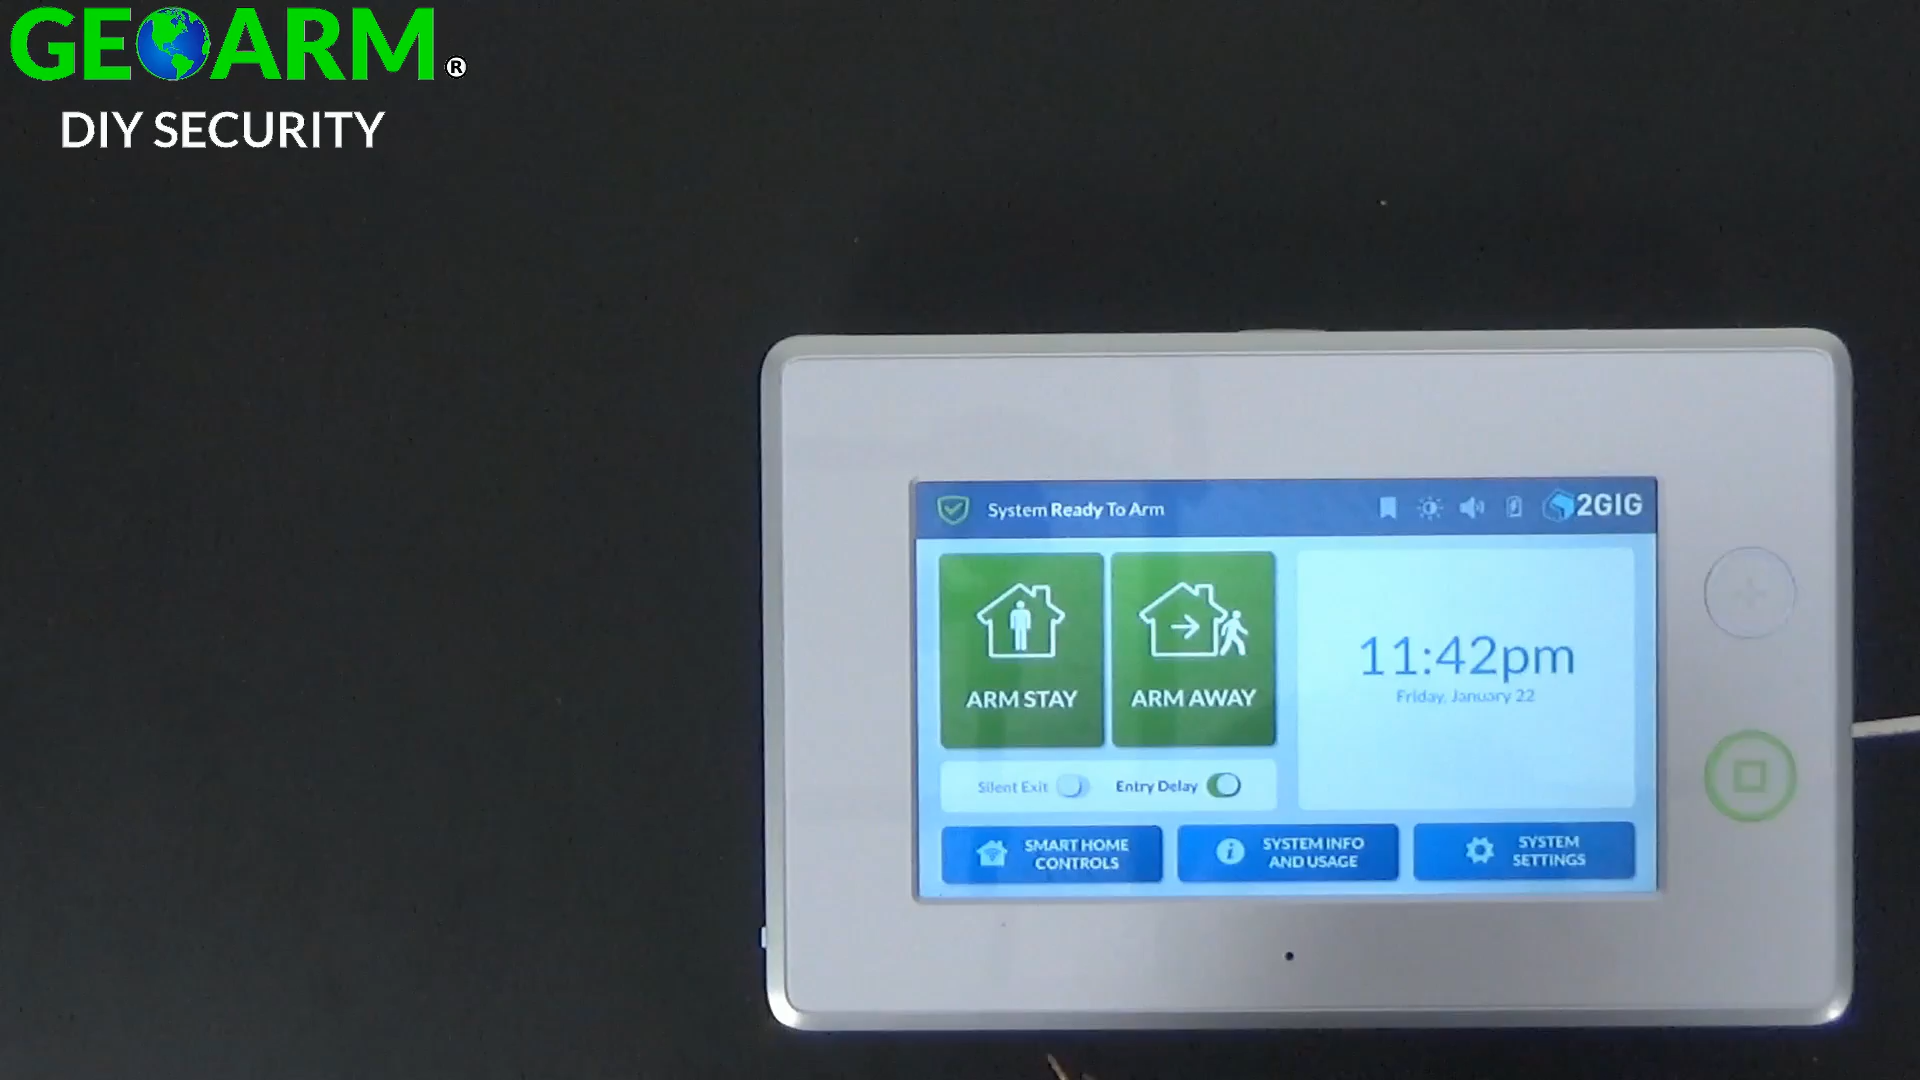 GEOARM®
DIY SECURITY
System Ready To Arm
2GIG
ARM STAY
ARM AWAY
11:42pm
Friday, January 22
Silent Exit
Entry Delay
SMART HOME
CONTROLS
SYSTEM INFO
AND USAGE
SYSTEM
SETTINGS